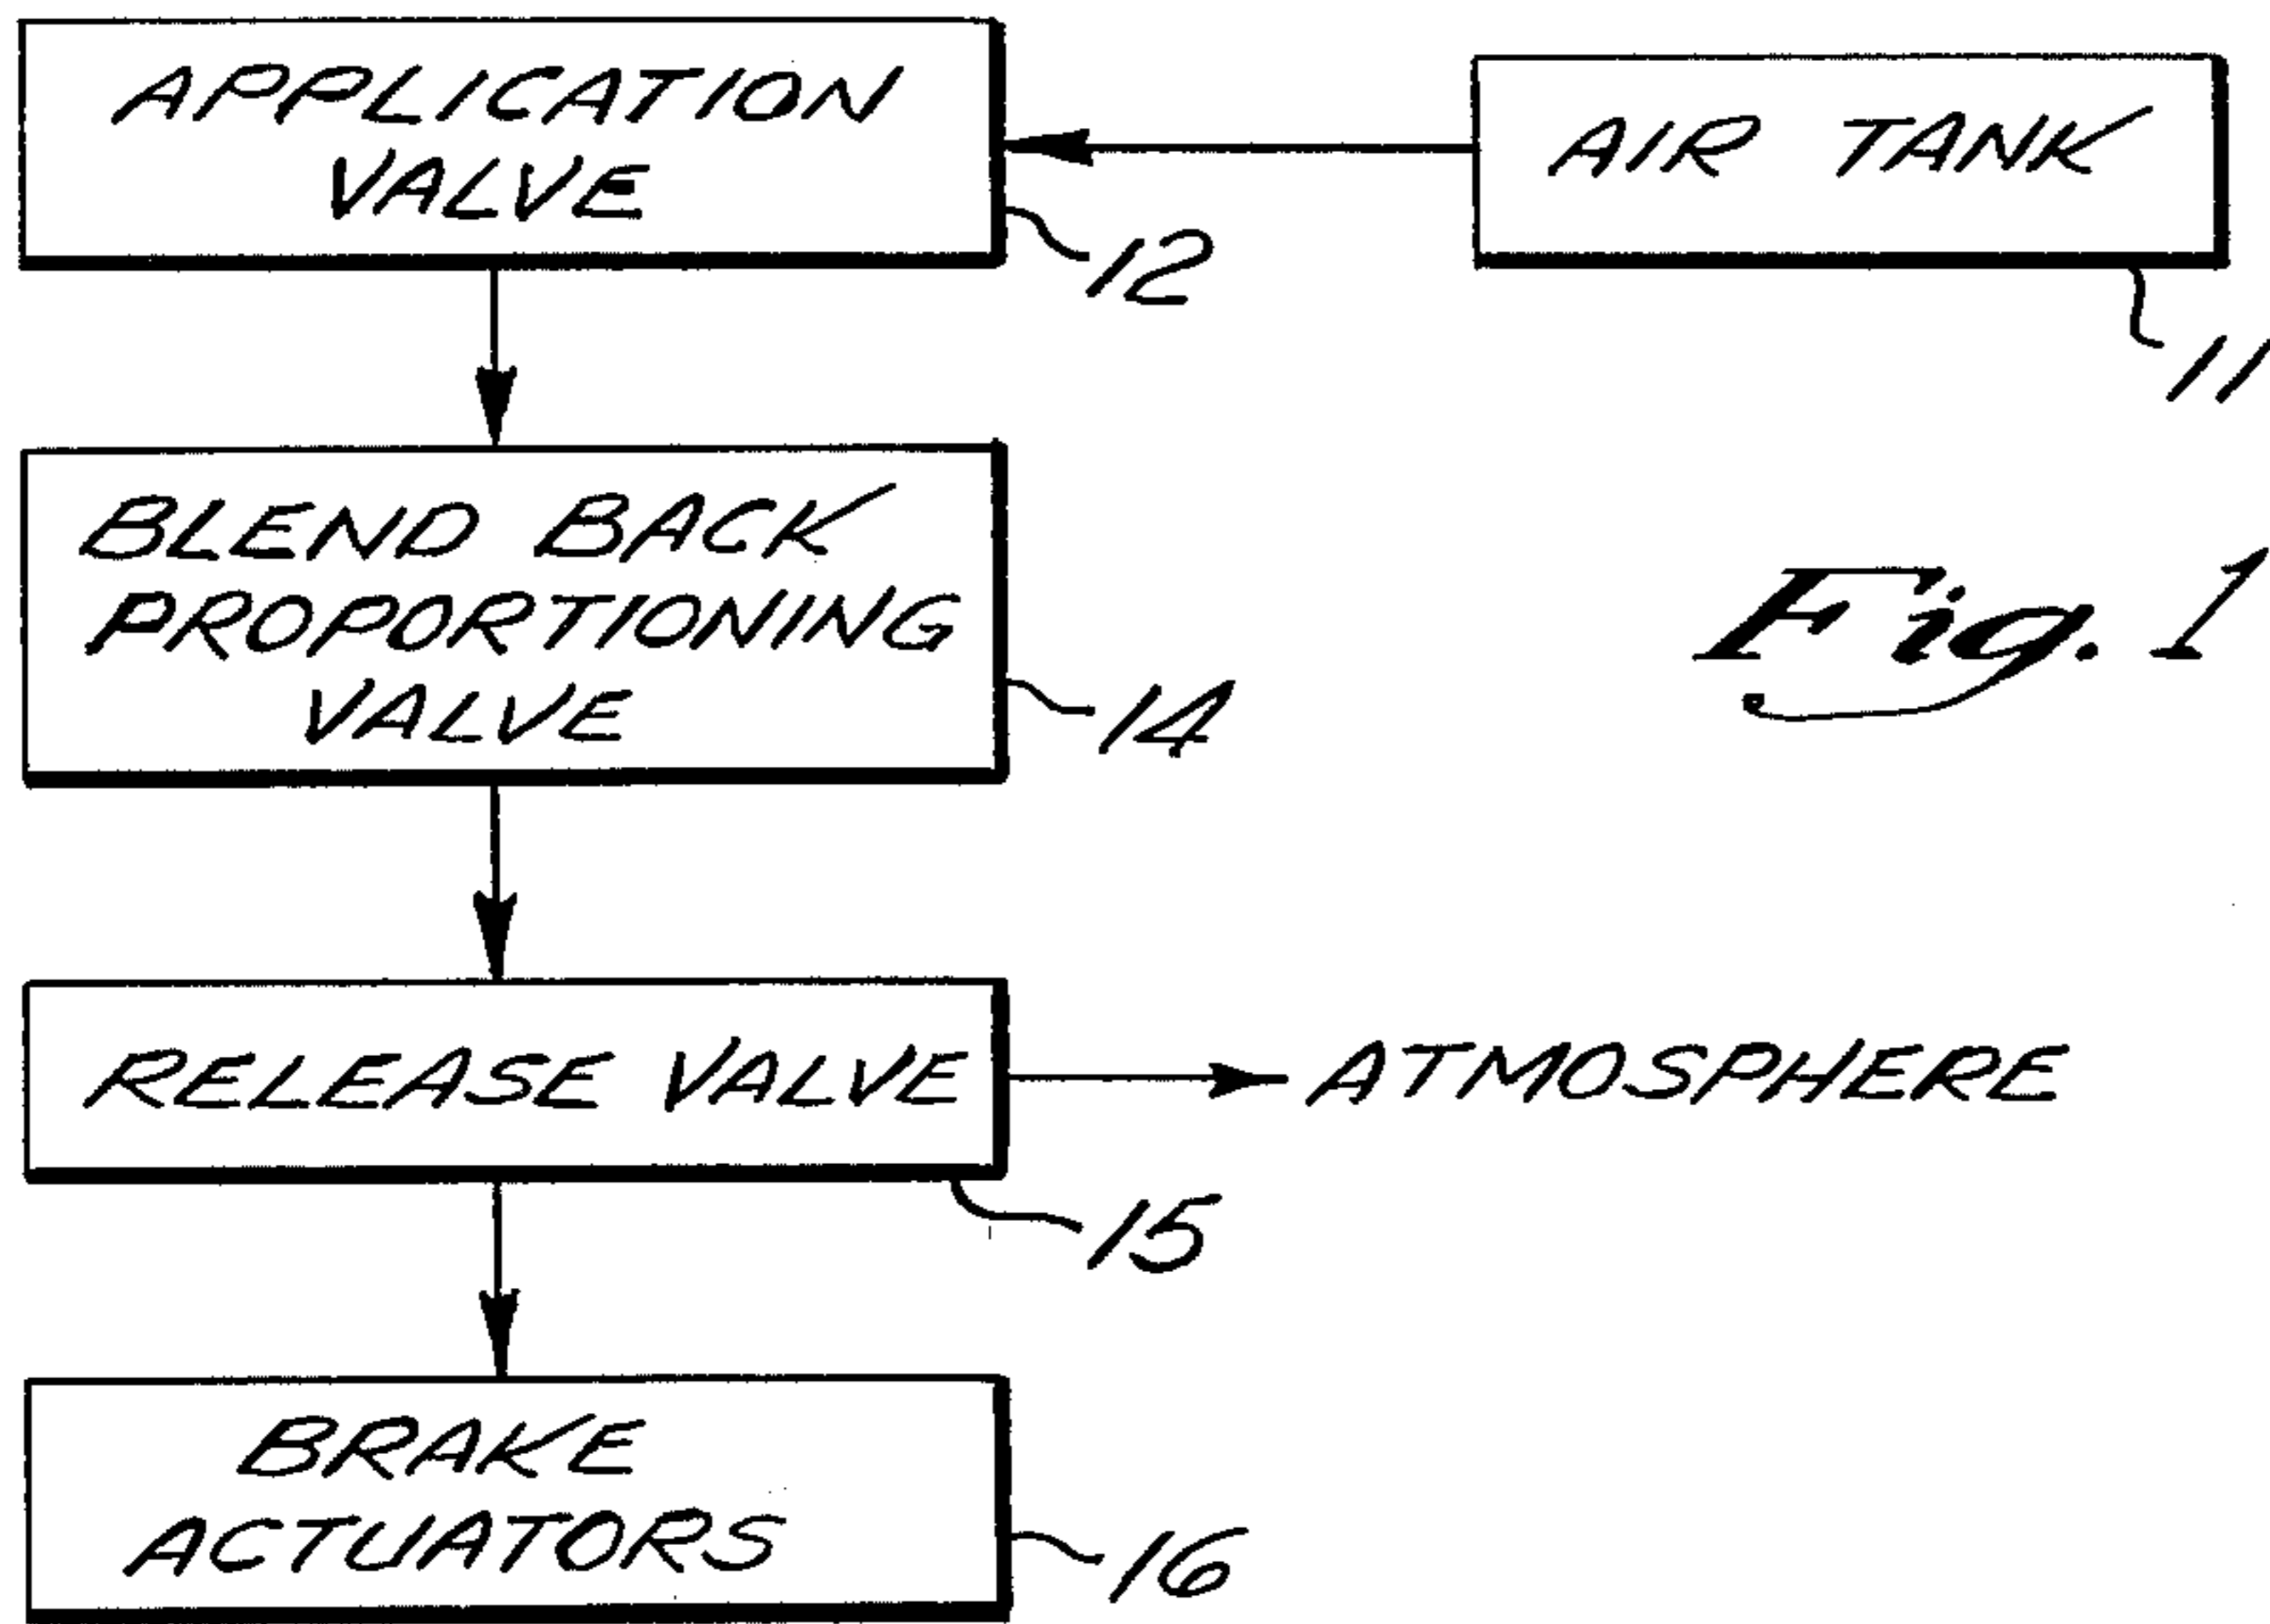 APPLICATION
VALVE
12
AIR TANK
11
BLEND BACK
PROPORTIONING
VALVE
14
Fig. 1
RELEASE VALVE
15
ATMOSPHERE
BRAKE
ACTUATORS
16